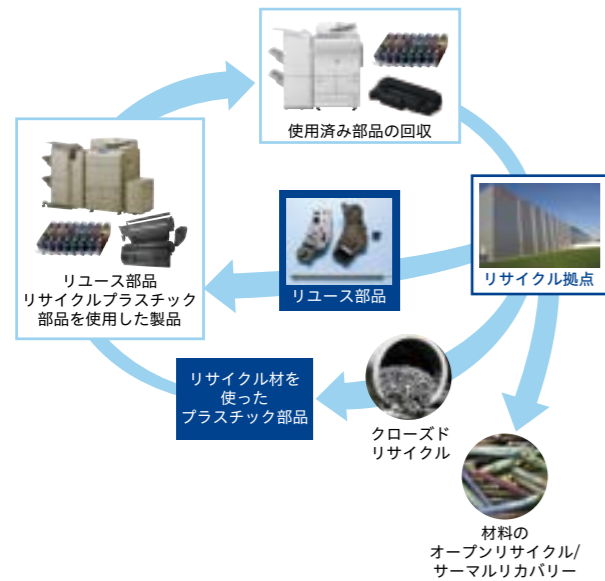 使用済み部品の回収
リサイクル拠点
リユース部品
リユース部品
リサイクルプラスチック
部品を使用した製品
リサイクル材を
使った
プラスチック部品
クローズド
リサイクル
材料の
オープンリサイクル/
サーマルリカバリー